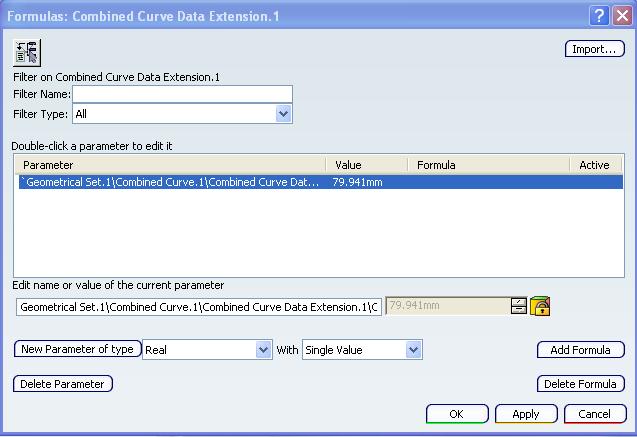 Formulas: Combined Curve Data Extension.1
Import...
Filter on Combined Curve Data Extension.1
Filter Name:
Filter Type: All
Double-click a parameter to edit it
Parameter Value Formula Active
`Geometrical Set.1\Combined Curve.1\Combined Curve Dat... 79.941mm
Edit name or value of the current parameter
Geometrical Set.1\Combined Curve.1\Combined Curve Data Extension.1\C 79.941mm
New Parameter of type Real With Single Value Add Formula
Delete Parameter Delete Formula
OK Apply Cancel